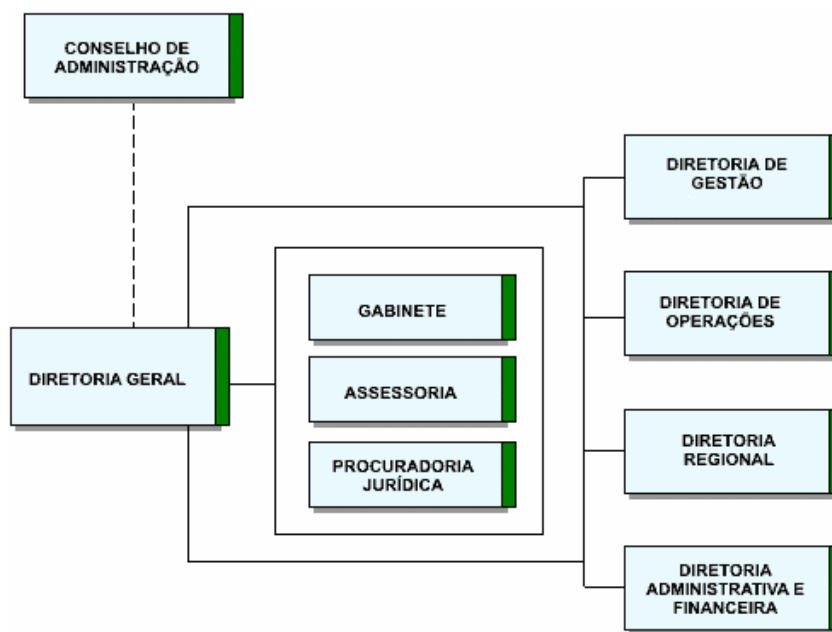 CONSELHO DE
ADMINISTRAÇÃO
DIRETORIA GERAL
GABINETE
ASSESSORIA
PROCURADORIA
JURÍDICA
DIRETORIA DE
GESTÃO
DIRETORIA DE
OPERAÇÕES
DIRETORIA
REGIONAL
DIRETORIA
ADMINISTRATIVA E
FINANCEIRA